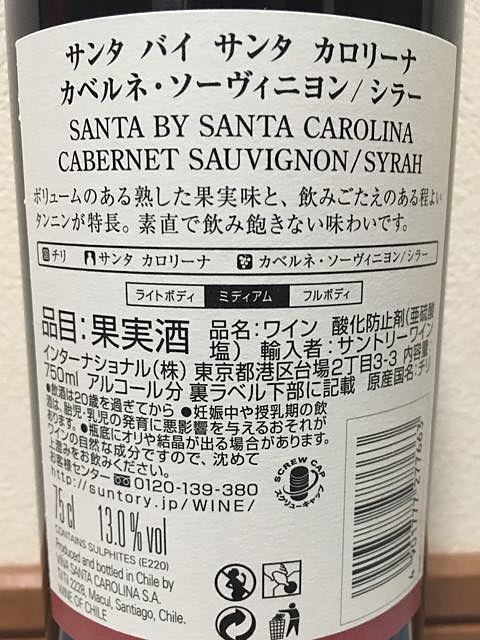 サンタ バイ サンタ カロリーナ
カベルネ・ソーヴィニヨン/シラー
SANTA BY SANTA CAROLINA
CABERNET SAUVIGNON/SYRAH
ボリュームのある熟した果実味と、飲みごたえのある程よい
タンニンが特長。素直で飲み飽きない味わいです。
チリ サンタ カロリーナ カベルネ・ソーヴィニヨン/シラー
ライトボディ ミディアム フルボディ
品目:果実酒 品名:ワイン 酸化防止剤(亜硫酸
塩) 輸入者:サントリーワイン
インターナショナル(株) 東京都港区台場2丁目3-3 内容量:
750ml アルコール分 裏ラベル下部に記載 原産国名:チリ
●飲酒は20歳を過ぎてから ●妊娠中や授乳期の飲
酒は、胎児・乳児の発育に悪影響を与えるおそれが
あります。●瓶底にオリや結晶が出る場合があります。
ワインの自然な成分ですので、沈めて
上澄みをお飲みください。
お客様センター 0120-139-380
http://suntory.jp/WINE/
SCREW CAP
スクリューキャップ
75cl 13.0%vol
CONTAINS SULPHITES (E220)
Produced and bottled in Chile by
VIÑA SANTA CAROLINA S.A.
TITI 2228, Macul, Santiago, Chile.
WINE OF CHILE
4 901777 277663